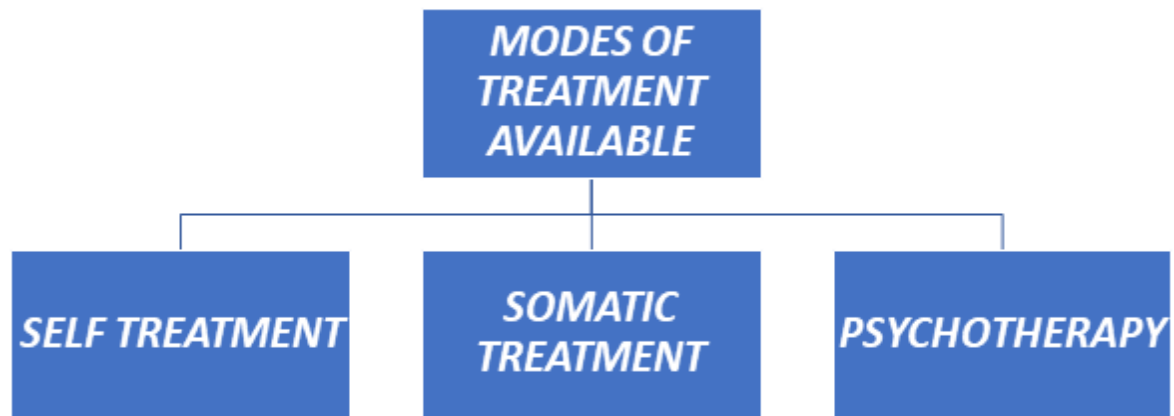 MODES OF
TREATMENT
AVAILABLE
SELF TREATMENT
SOMATIC
TREATMENT
PSYCHOTHERAPY